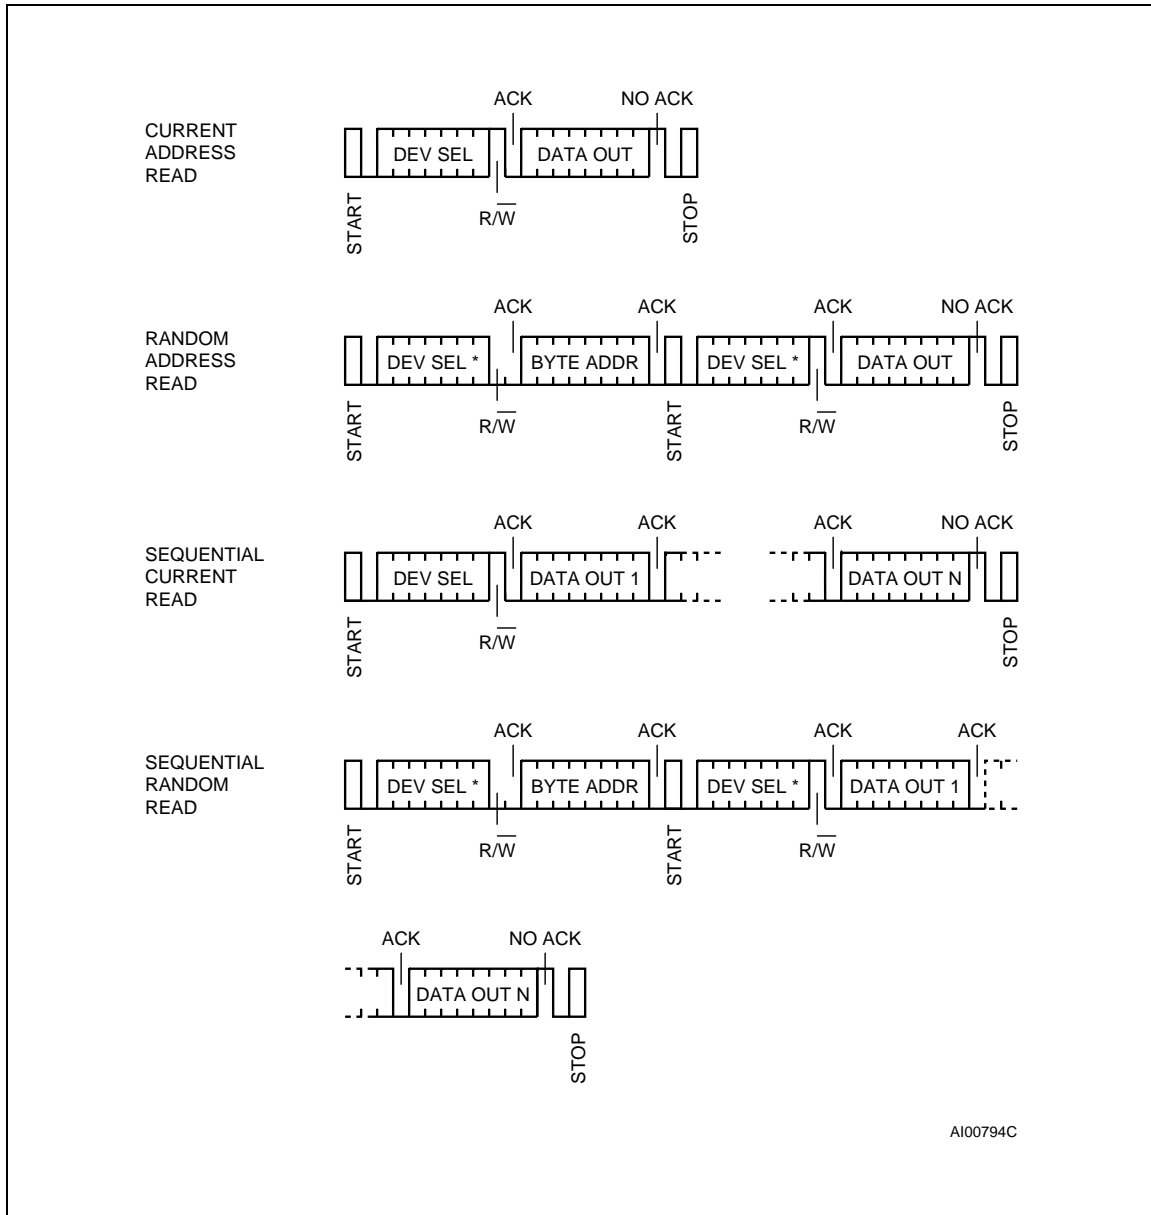 ACK NO ACK
CURRENT
ADDRESS
READ
DEV SEL DATA OUT
R/W̅
START STOP
ACK ACK ACK NO ACK
RANDOM
ADDRESS
READ
DEV SEL * BYTE ADDR DEV SEL * DATA OUT
R/W̅ R/W̅
START START STOP
ACK ACK ACK NO ACK
SEQUENTIAL
CURRENT
READ
DEV SEL DATA OUT 1 DATA OUT N
R/W̅
START STOP
ACK ACK ACK ACK
SEQUENTIAL
RANDOM
READ
DEV SEL * BYTE ADDR DEV SEL * DATA OUT 1
R/W̅ R/W̅
START START
ACK NO ACK
DATA OUT N
STOP
AI00794C